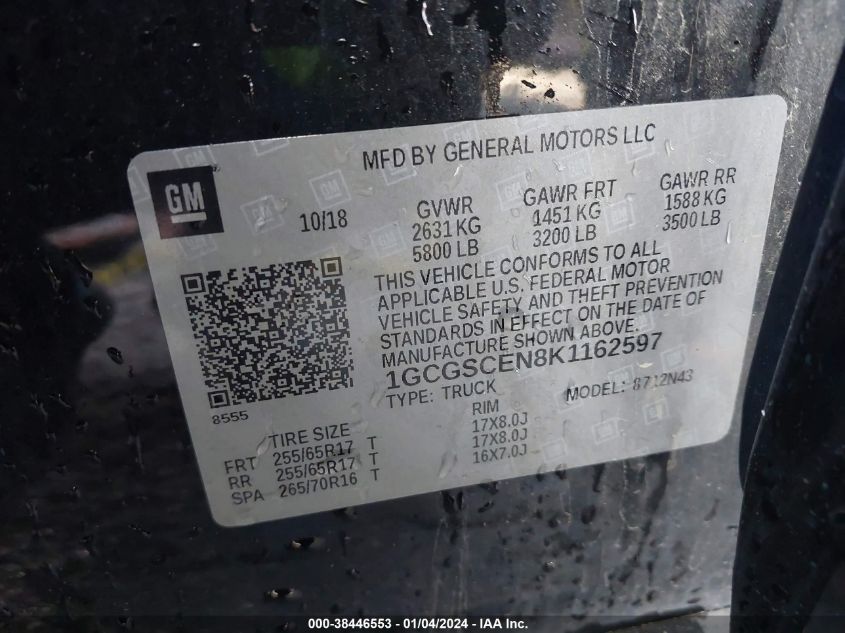 MFD BY GENERAL MOTORS LLC
GM
10/18
GVWR
2631 KG
5800 LB
GAWR FRT
1451 KG
3200 LB
GAWR RR
1588 KG
3500 LB
THIS VEHICLE CONFORMS TO ALL
APPLICABLE U.S. FEDERAL MOTOR
VEHICLE SAFETY AND THEFT PREVENTION
STANDARDS IN EFFECT ON THE DATE OF
MANUFACTURE SHOWN ABOVE.
1GCGSCEN8K1162597
TYPE: TRUCK
MODEL: 8712N43
8555
TIRE SIZE
RIM
FRT 255/65R17 T 17X8.0J
RR 255/65R17 T 17X8.0J
SPA 265/70R16 T 16X7.0J
000-38446553 - 01/04/2024 - IAA Inc.